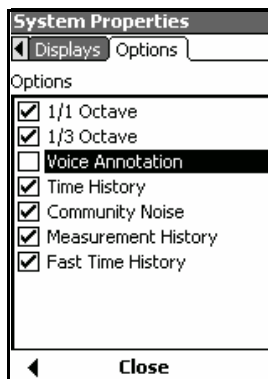 System Properties
Displays Options
Options
1/1 Octave
1/3 Octave
Voice Annotation
Time History
Community Noise
Measurement History
Fast Time History
Close